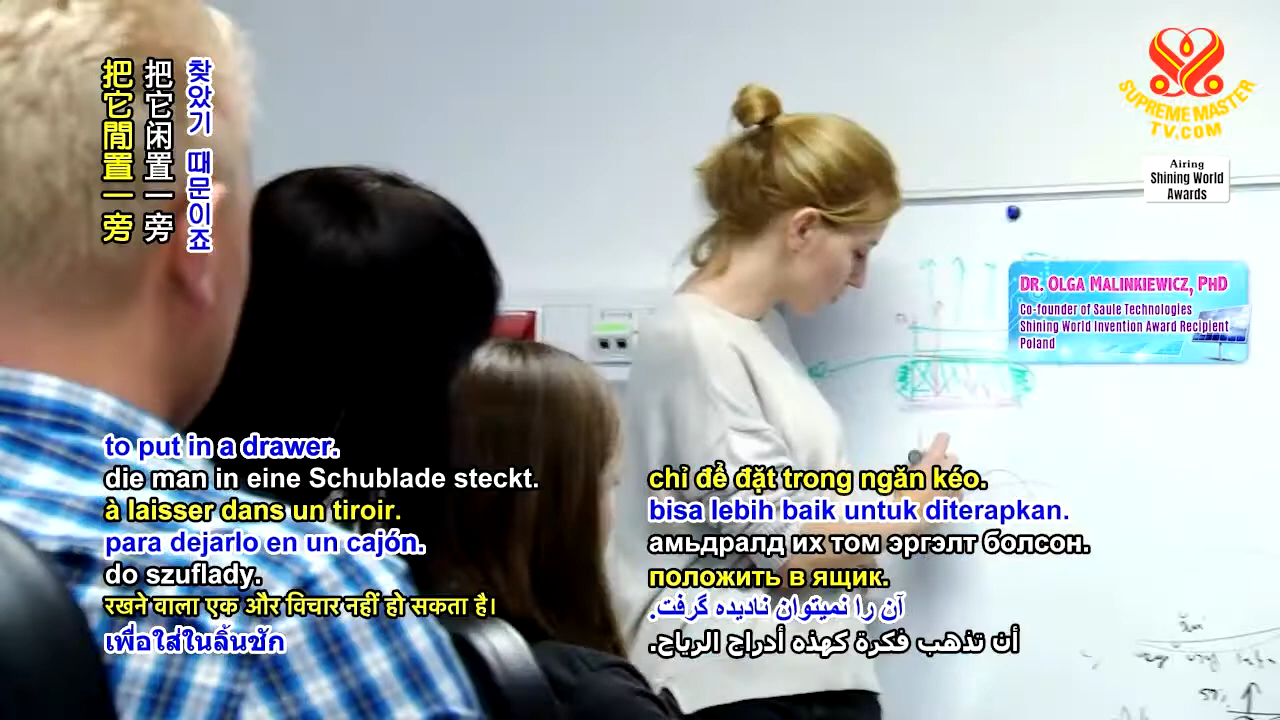 찾았기 때문이죠
把它闲置一旁
把它閒置一旁
SUPREME MASTER
TV.COM
Airing
Shining World
Awards
DR. OLGA MALINKIEWICZ, PHD
Co-founder of Saule Technologies
Shining World Invention Award Recipient
Poland
to put in a drawer.
die man in eine Schublade steckt.
à laisser dans un tiroir.
para dejarlo en un cajón.
do szuflady.
रखने वाला एक और विचार नहीं हो सकता है।
เพื่อใส่ในลิ้นชัก
chỉ để đặt trong ngăn kéo.
bisa lebih baik untuk diterapkan.
амьдралд их том эргэлт болсон.
положить в ящик.
آن را نمیتوان نادیده گرفت.
أن تذهب فكرة كهذه أدراج الرياح.